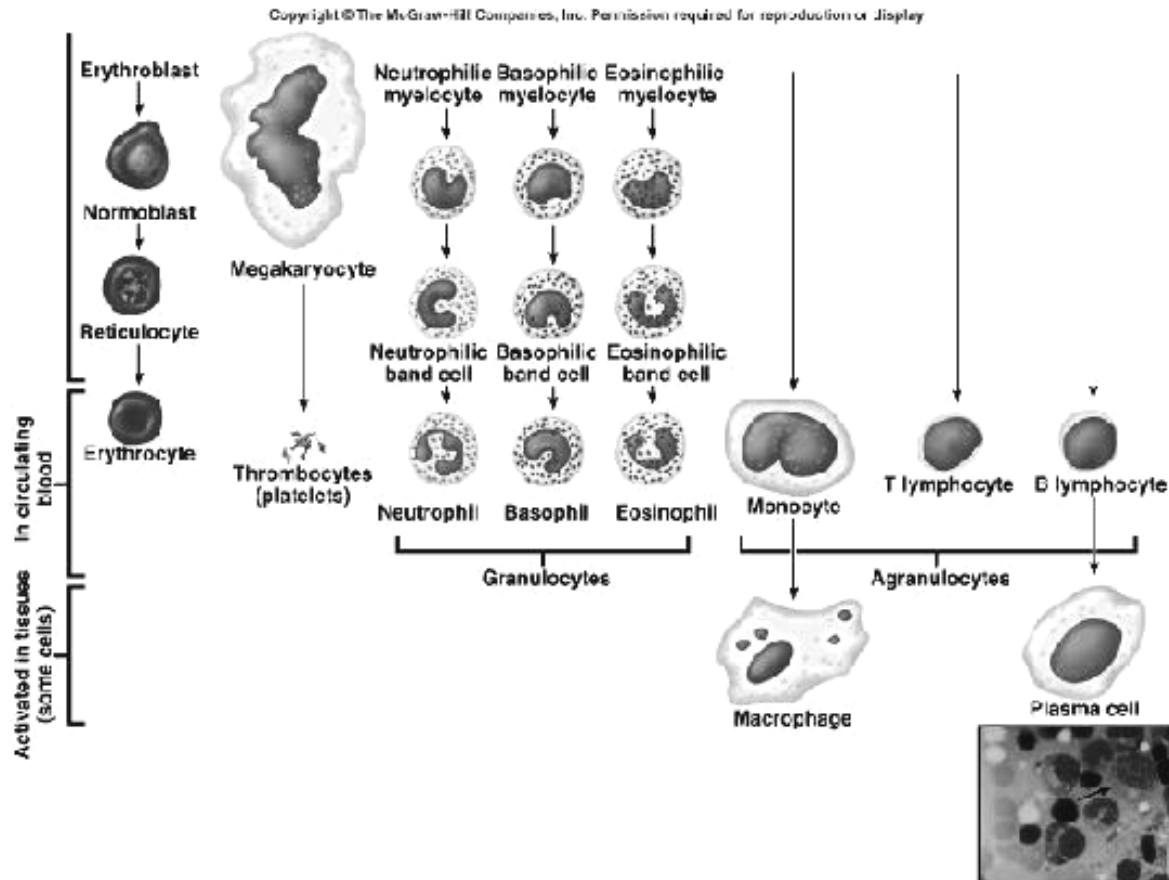 Copyright © The McGraw-Hill Companies, Inc. Permission required for reproduction or display
Erythroblast
Normoblast
Reticulocyte
Erythrocyte
Megakaryocyte
Thrombocytes
(platelets)
Neutrophilic
myelocyte
Basophilic
myelocyte
Eosinophilic
myelocyte
Neutrophilic
band cell
Basophilic
band cell
Eosinophilic
band cell
Neutrophil
Basophil
Eosinophil
Granulocytes
Monocyte
T lymphocyte
B lymphocyte
Agranulocytes
Macrophage
Plasma cell
In circulating
blood
Activated in tissues
(some cells)